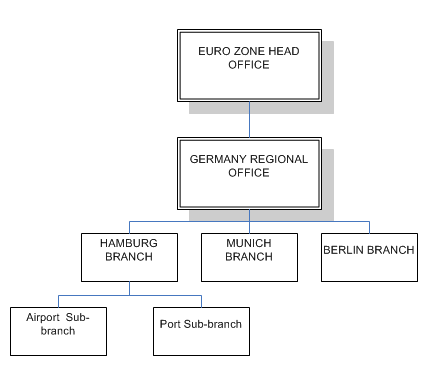 EURO ZONE HEAD
OFFICE
GERMANY REGIONAL
OFFICE
HAMBURG
BRANCH
MUNICH
BRANCH
BERLIN BRANCH
Airport Sub-
branch
Port Sub-branch